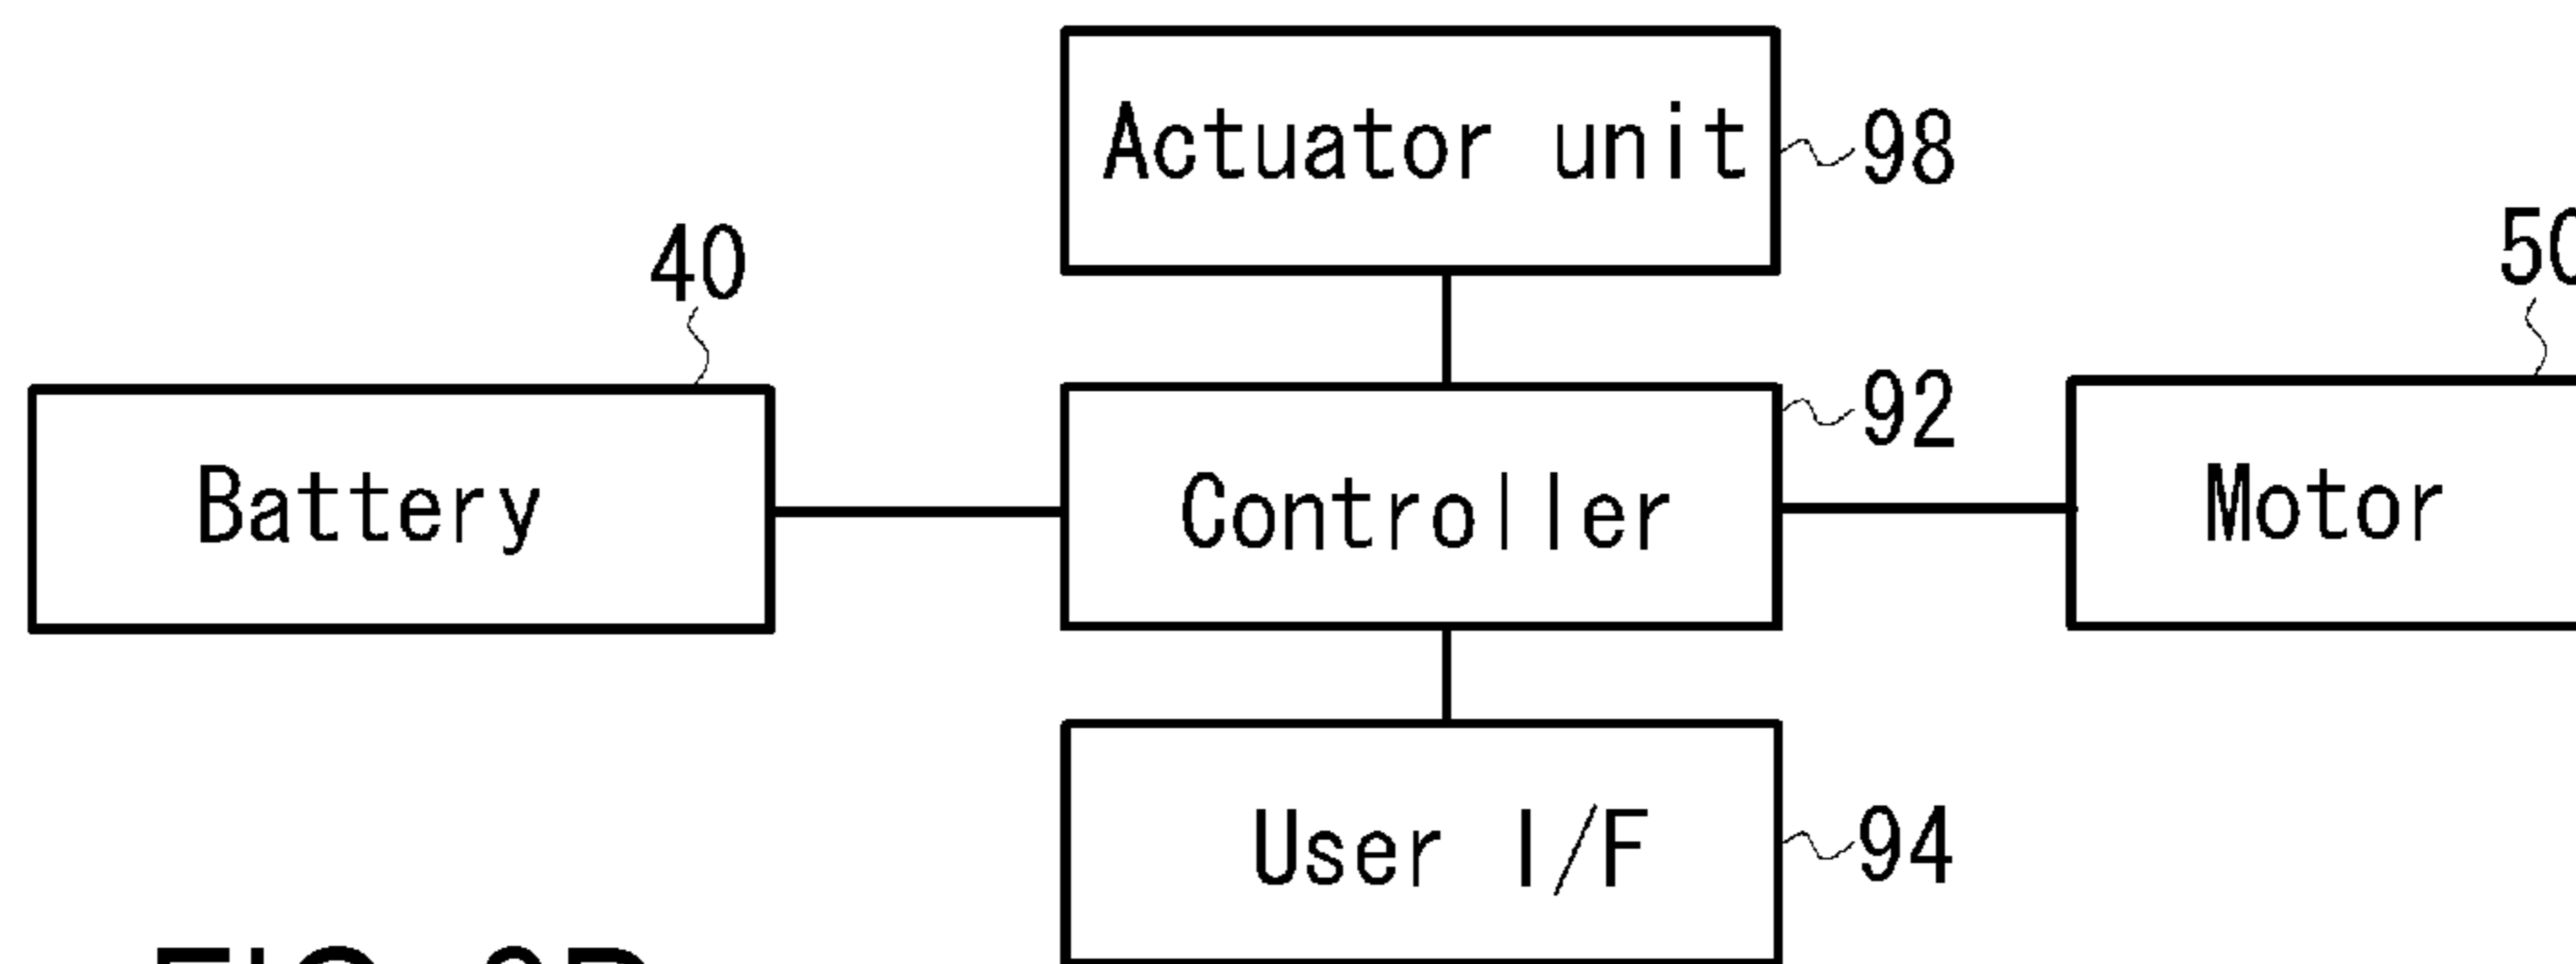 Actuator unit
98
40
50
Battery
Controller
92
Motor
User I/F
94